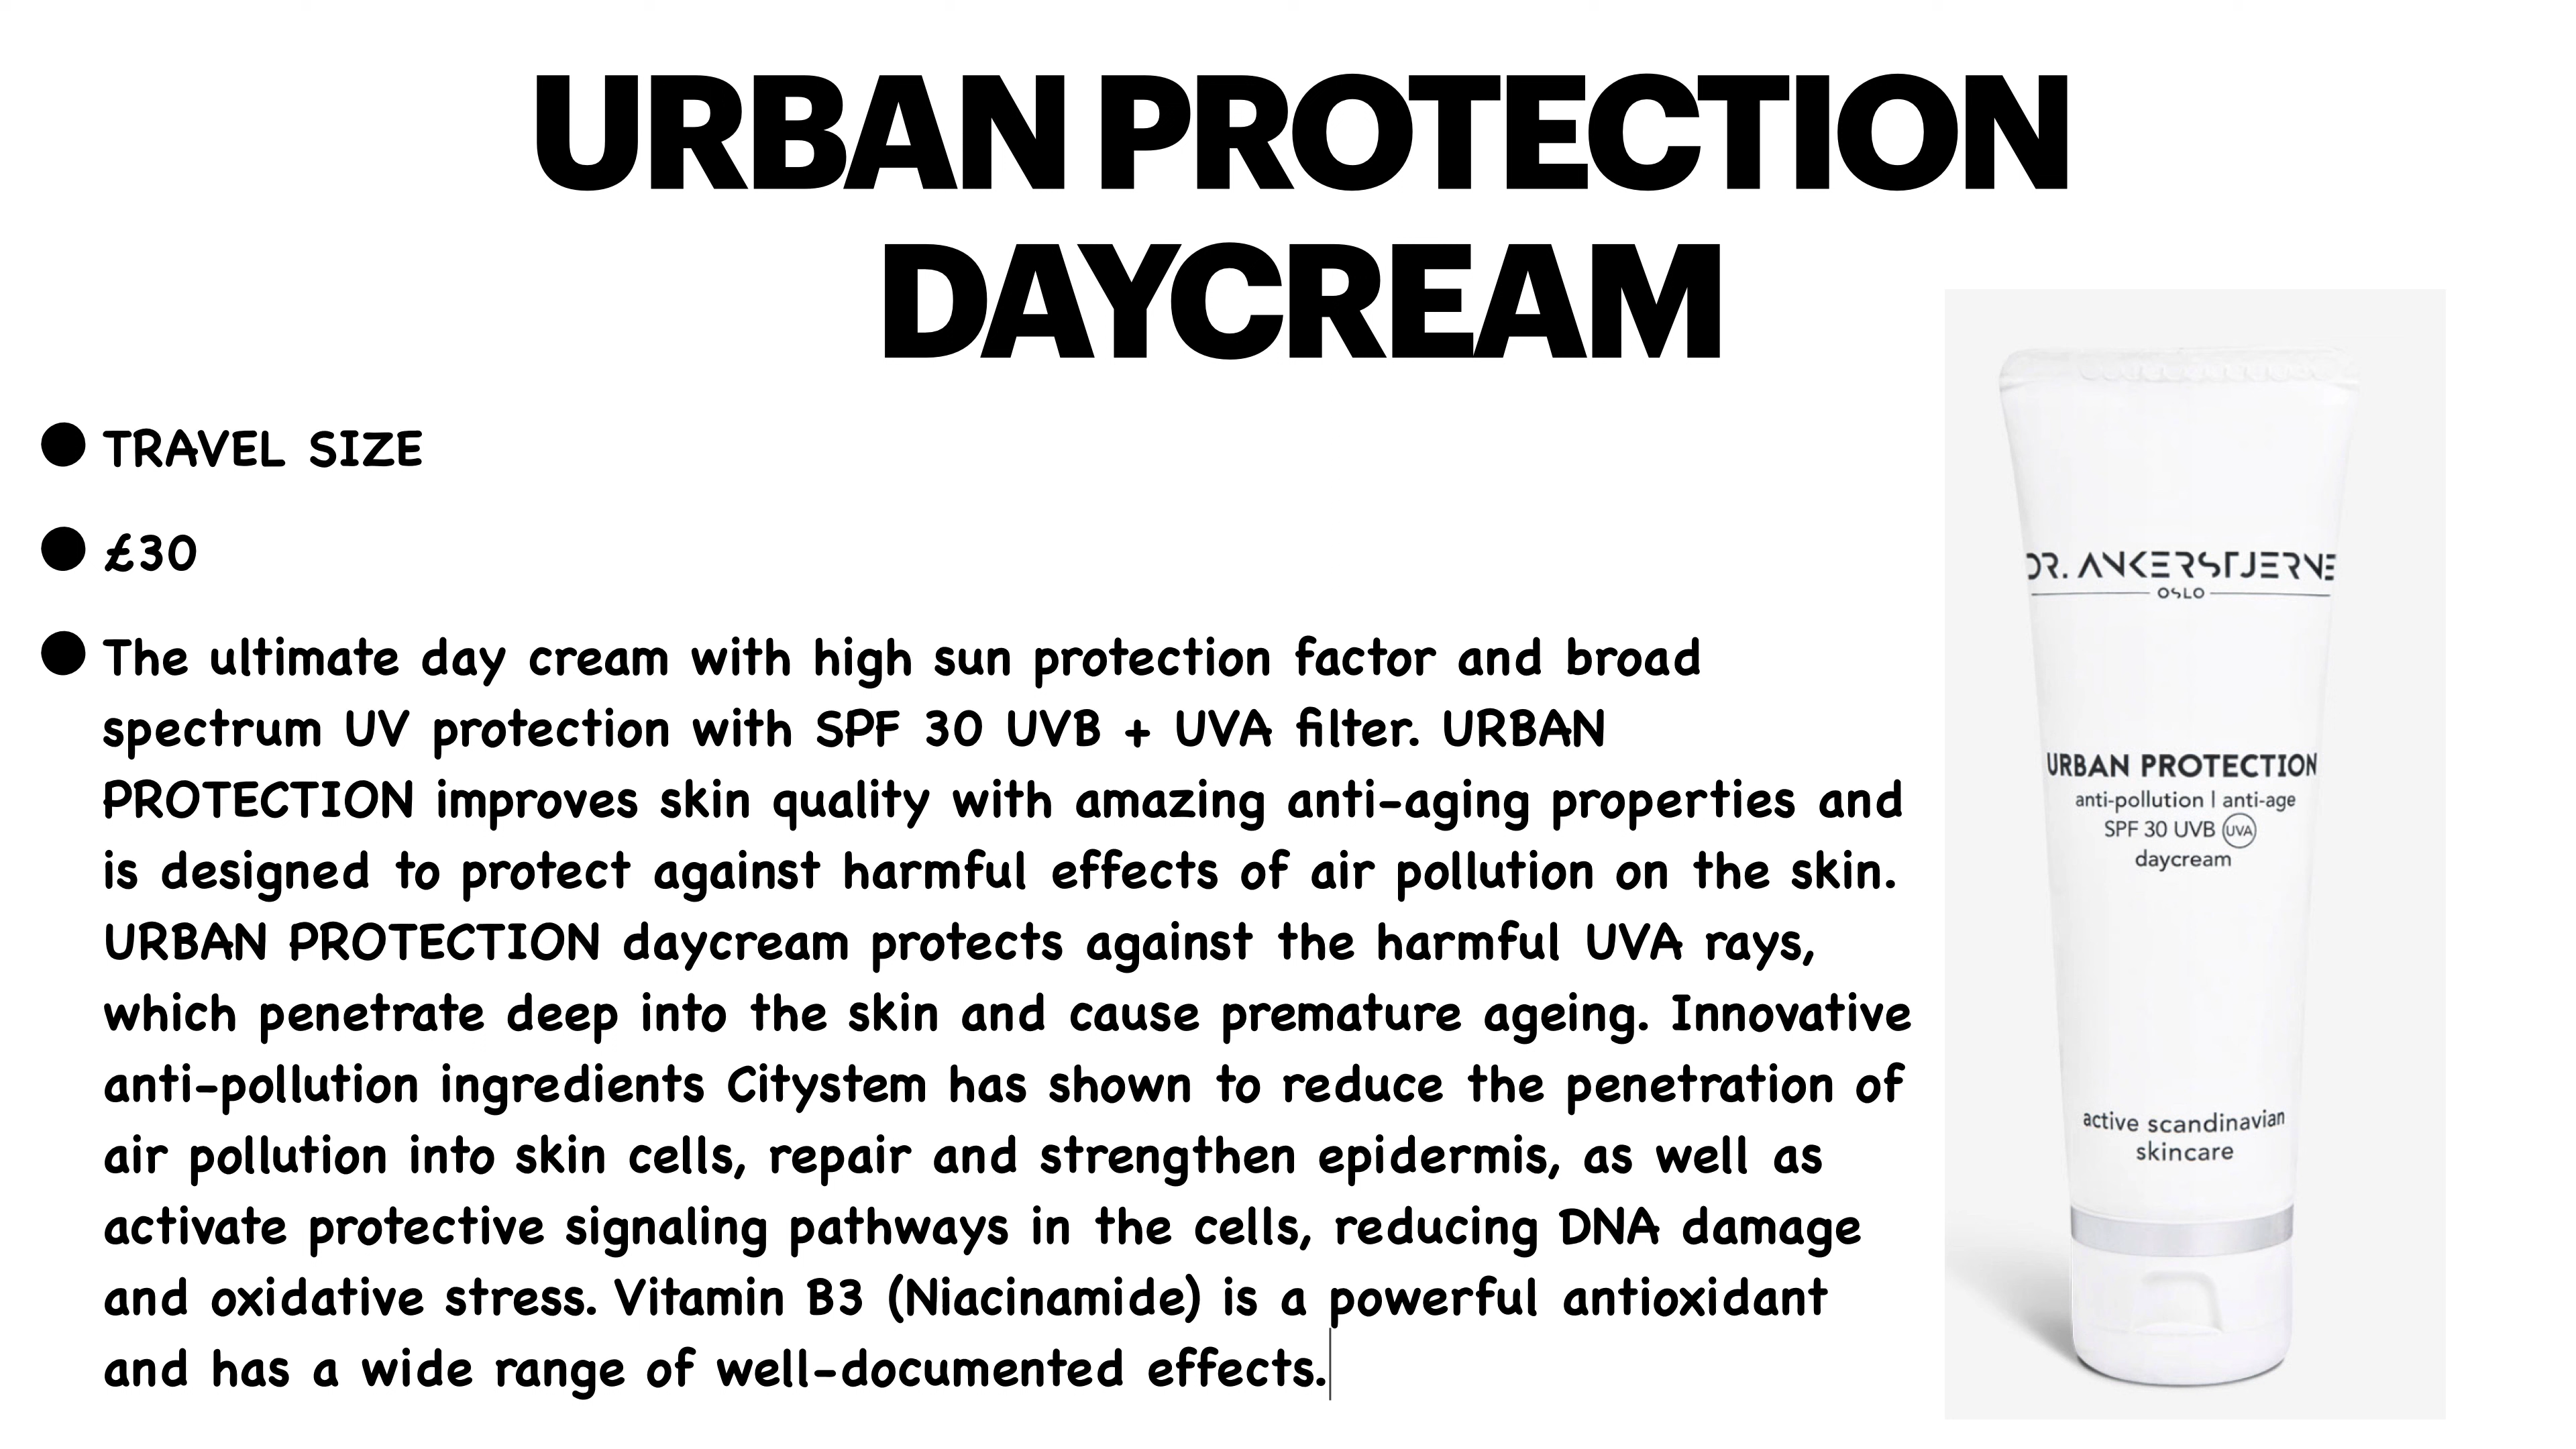 URBAN PROTECTION
DAYCREAM
TRAVEL SIZE
£30
The ultimate day cream with high sun protection factor and broad
spectrum UV protection with SPF 30 UVB + UVA filter. URBAN
PROTECTION improves skin quality with amazing anti-aging properties and
is designed to protect against harmful effects of air pollution on the skin.
URBAN PROTECTION daycream protects against the harmful UVA rays,
which penetrate deep into the skin and cause premature ageing. Innovative
anti-pollution ingredients Citystem has shown to reduce the penetration of
air pollution into skin cells, repair and strengthen epidermis, as well as
activate protective signaling pathways in the cells, reducing DNA damage
and oxidative stress. Vitamin B3 (Niacinamide) is a powerful antioxidant
and has a wide range of well-documented effects.
DR. ANKERSTJERNE
OSLO
URBAN PROTECTION
anti-pollution | anti-age
SPF 30 UVB UVA
daycream
active scandinavian
skincare